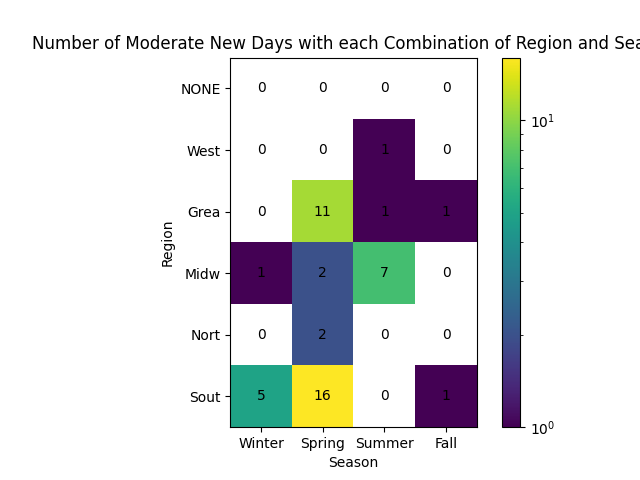 Number of Moderate New Days with each Combination of Region and Sea
NONE 0 0 0 0
West 0 0 1 0
Grea 0 11 1 1
Midw 1 2 7 0
Nort 0 2 0 0
Sout 5 16 0 1
Winter Spring Summer Fall
Season
Region
10¹
10⁰